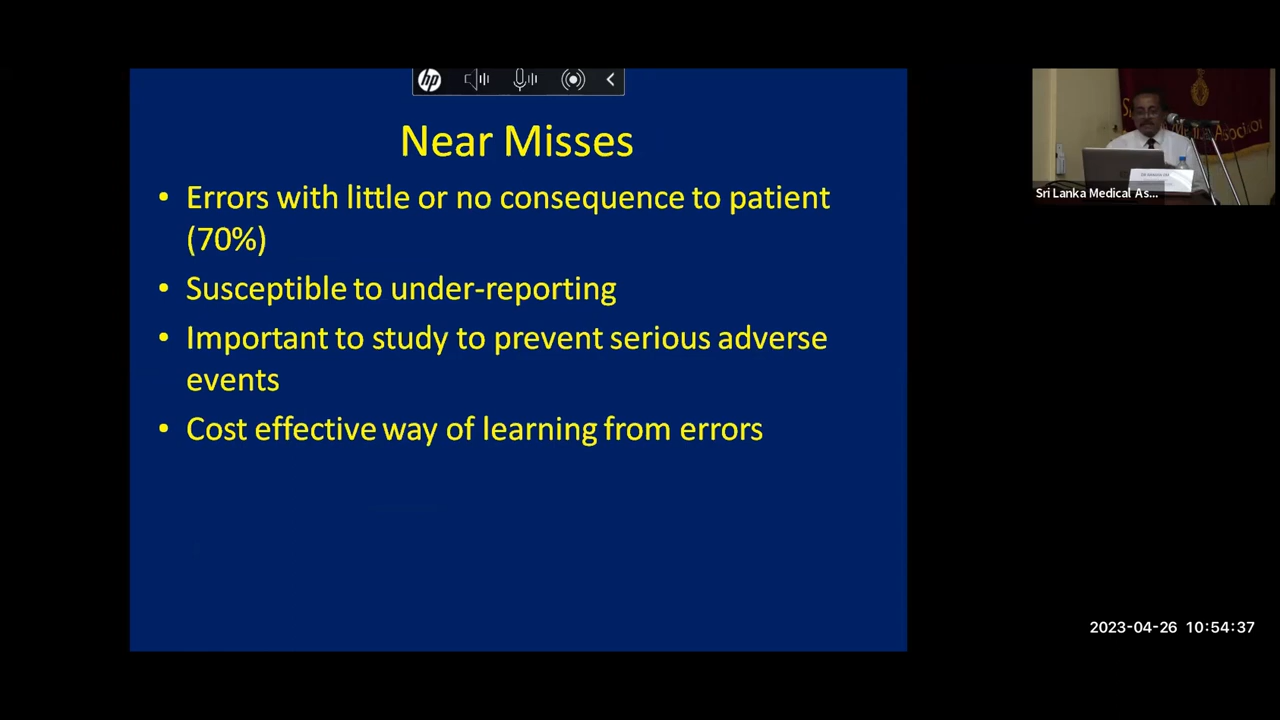 hp
Near Misses
• Errors with little or no consequence to patient
(70%)
• Susceptible to under-reporting
• Important to study to prevent serious adverse
events
• Cost effective way of learning from errors
Sri Lanka Medical As...
2023-04-26 10:54:37